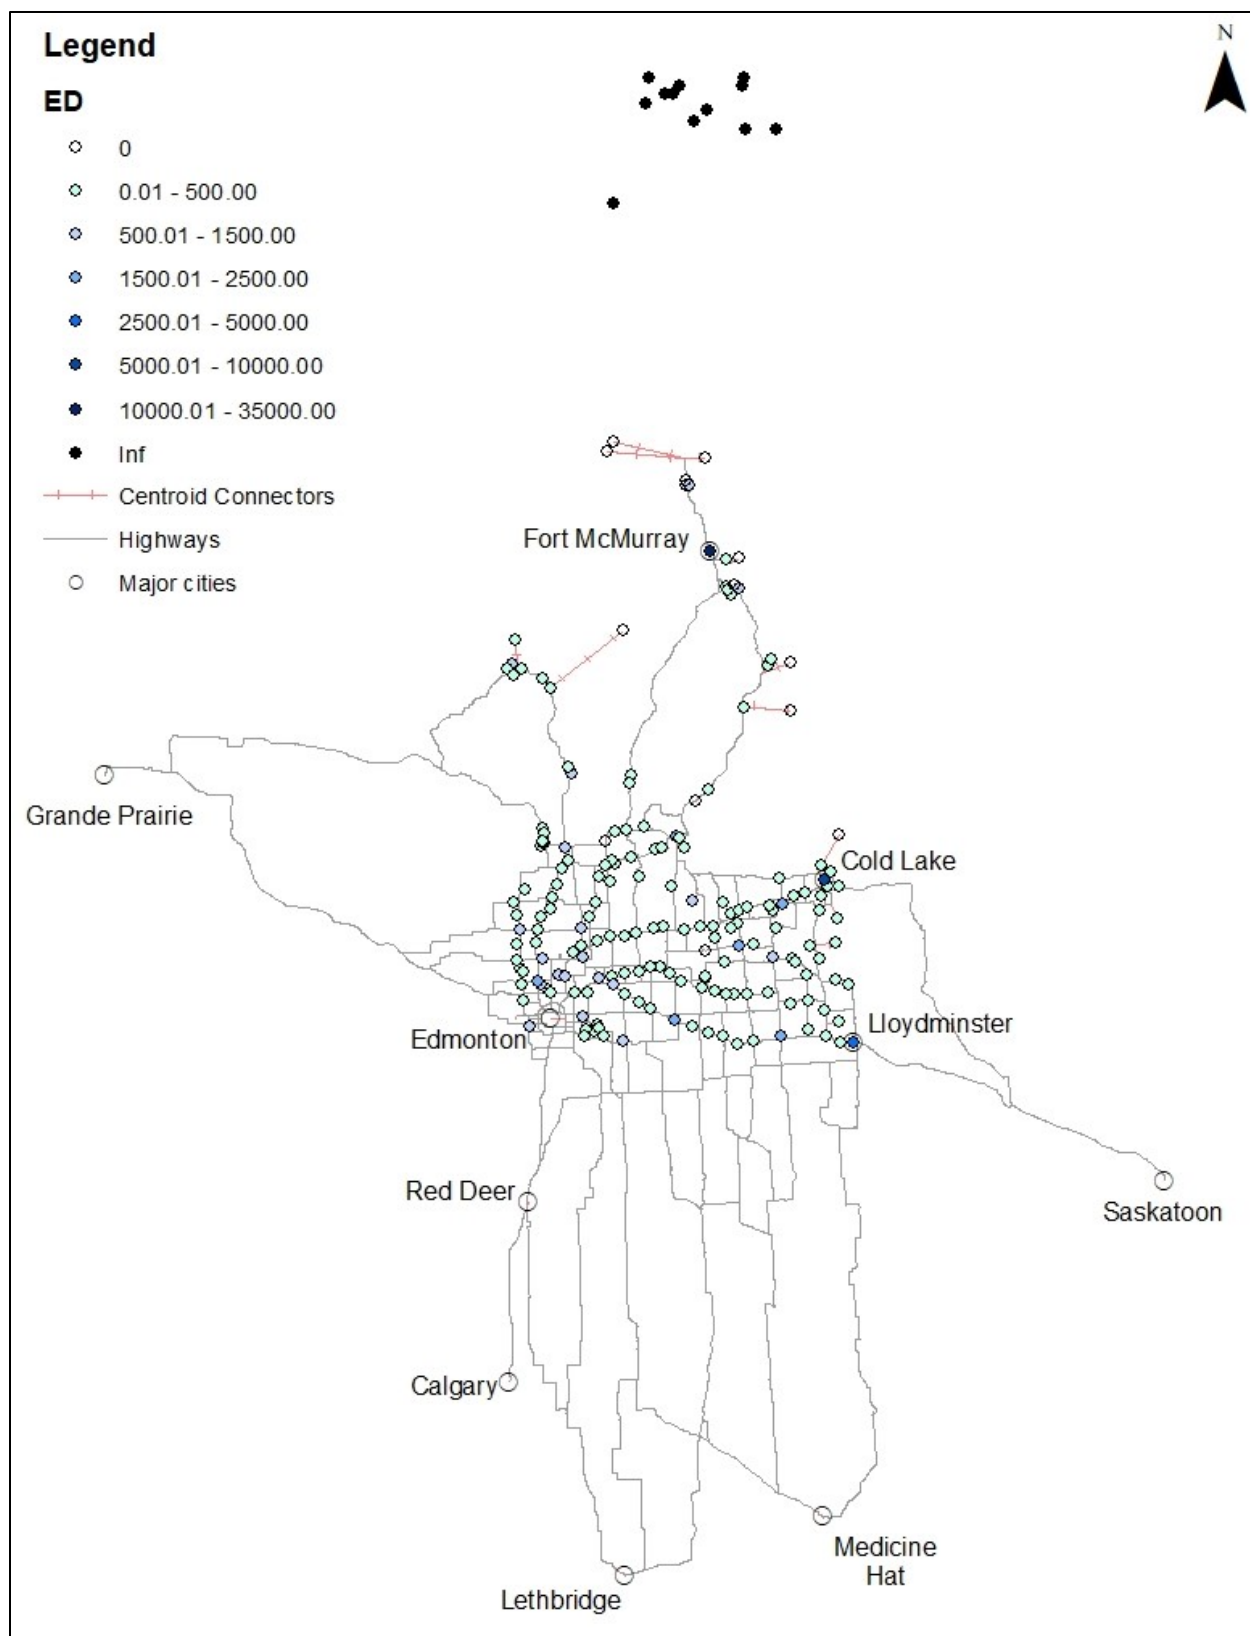 Legend
N
ED
0
0.01 - 500.00
500.01 - 1500.00
1500.01 - 2500.00
2500.01 - 5000.00
5000.01 - 10000.00
10000.01 - 35000.00
Inf
Centroid Connectors
Highways
Major cities
Fort McMurray
Grande Prairie
Cold Lake
Edmonton
Lloydminster
Red Deer
Saskatoon
Calgary
Medicine
Hat
Lethbridge